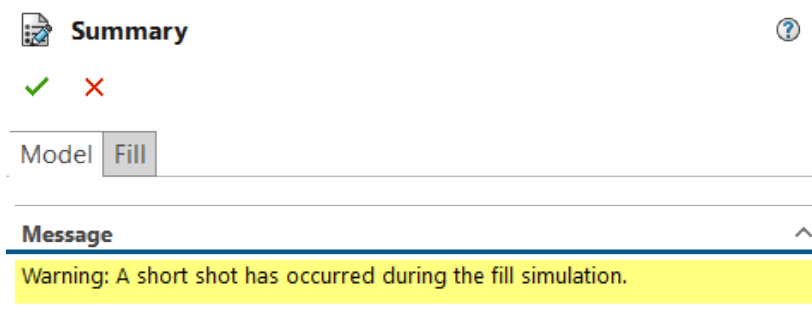 Summary
Model Fill
Message
Warning: A short shot has occurred during the fill simulation.